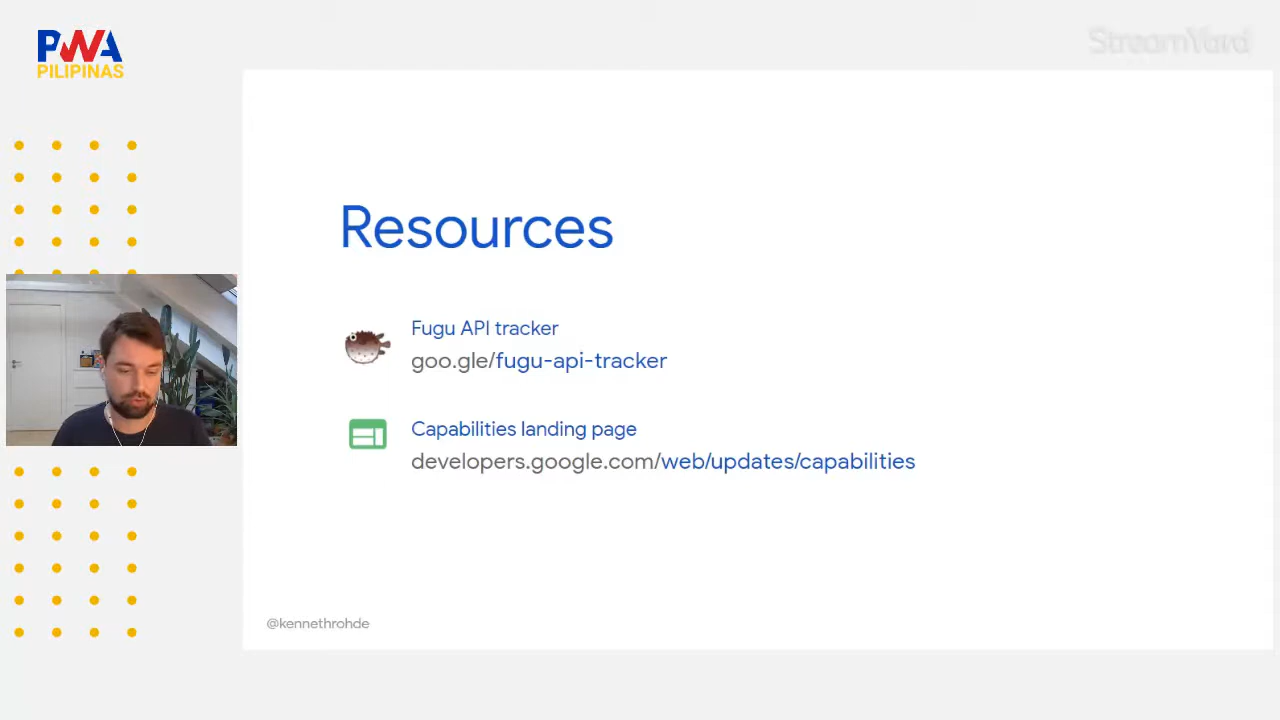 PWA
PILIPINAS
StreamYard
Resources
Fugu API tracker
goo.gle/fugu-api-tracker
Capabilities landing page
developers.google.com/web/updates/capabilities
@kennethrohde